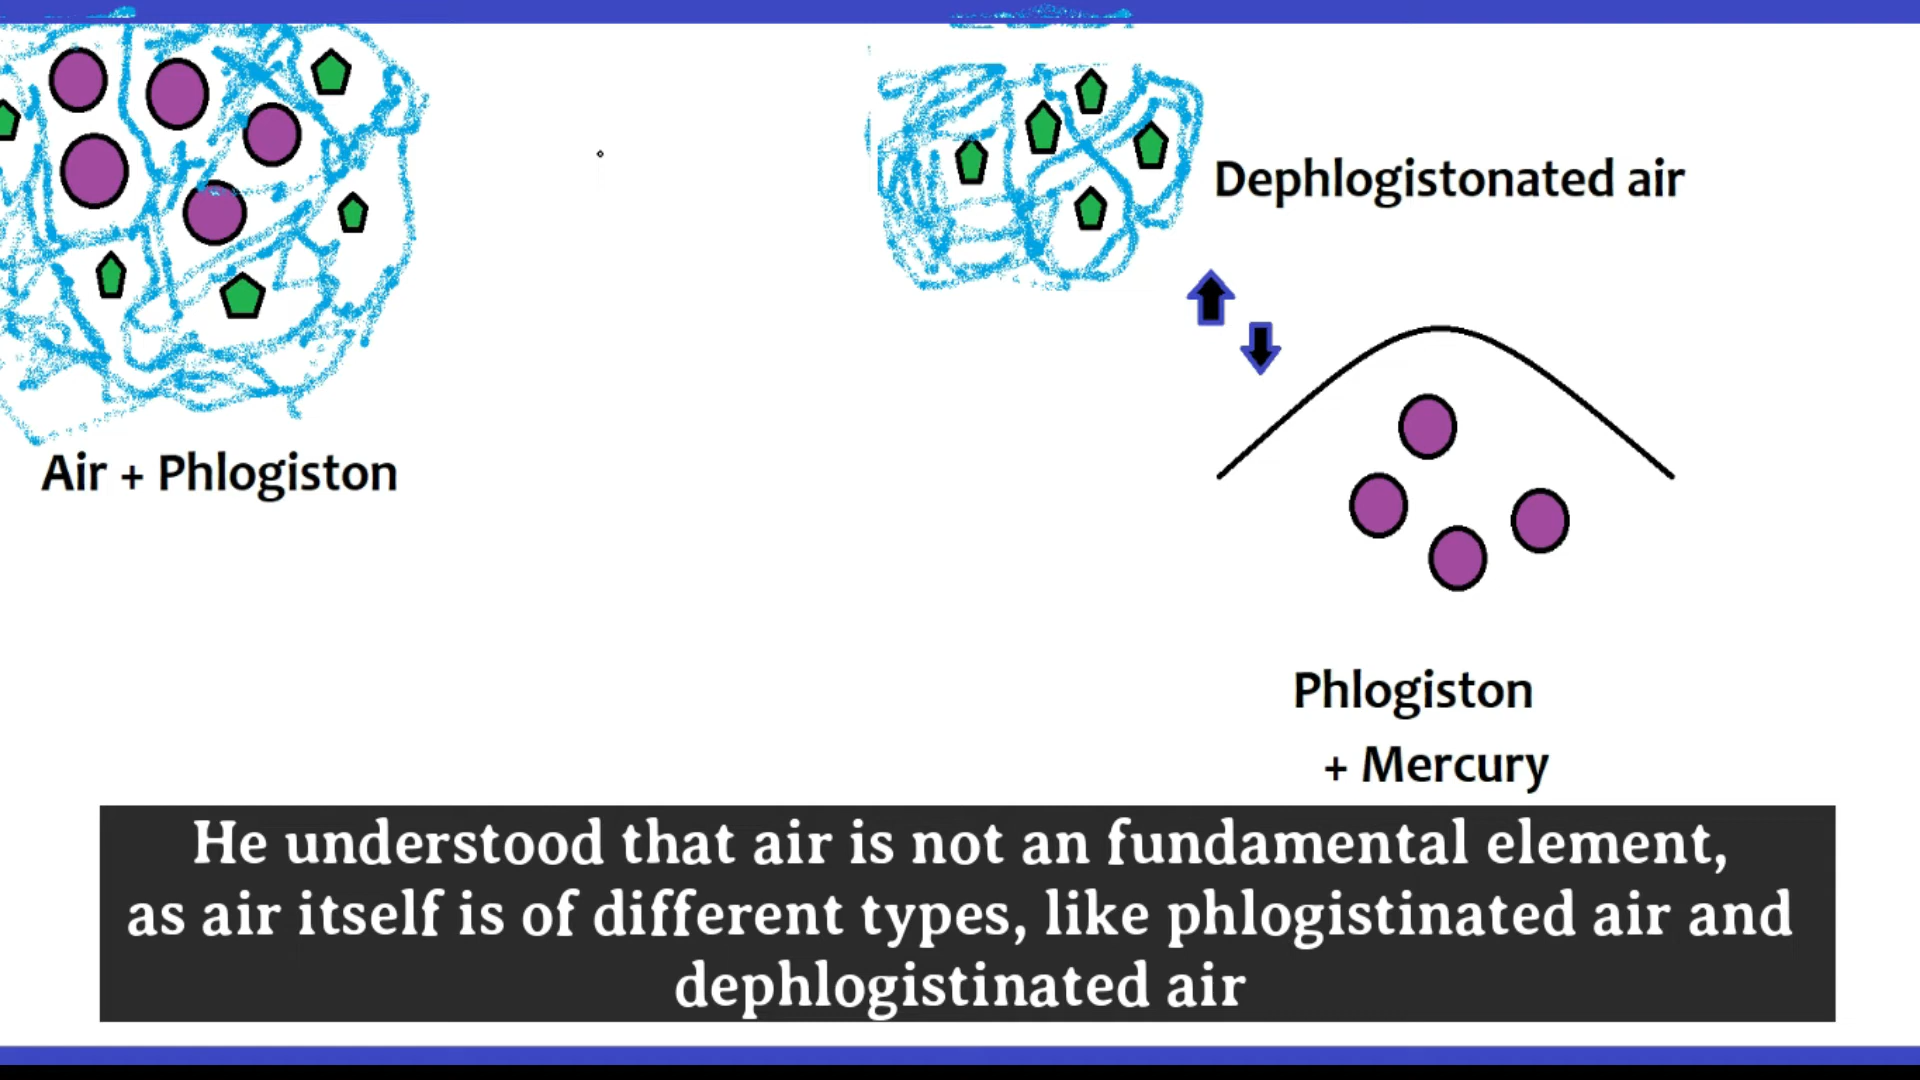 Dephlogistonated air
Air + Phlogiston
Phlogiston
+ Mercury
He understood that air is not an fundamental element,
as air itself is of different types, like phlogistinated air and
dephlogistinated air